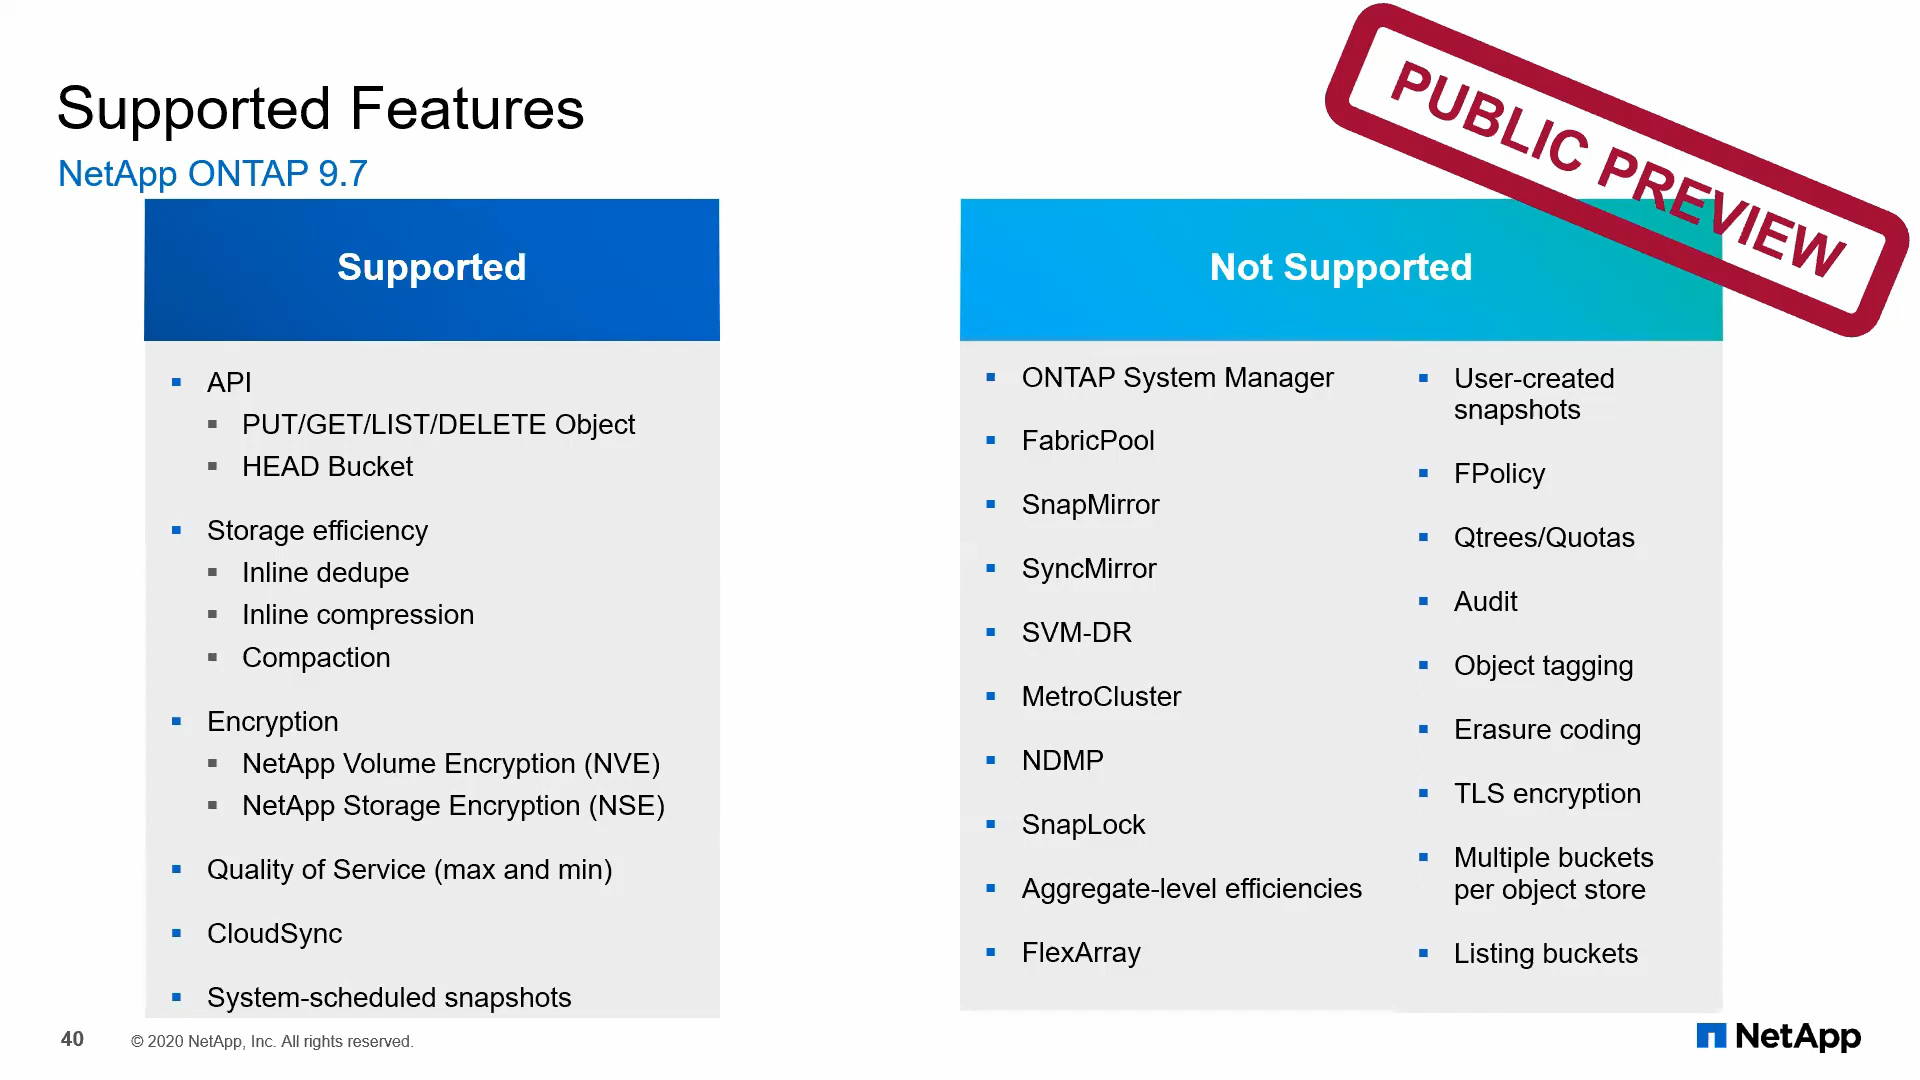 PUBLIC PREVIEW
Supported Features
NetApp ONTAP 9.7
Supported
API
PUT/GET/LIST/DELETE Object
HEAD Bucket
Storage efficiency
Inline dedupe
Inline compression
Compaction
Encryption
NetApp Volume Encryption (NVE)
NetApp Storage Encryption (NSE)
Quality of Service (max and min)
CloudSync
System-scheduled snapshots
Not Supported
ONTAP System Manager
FabricPool
SnapMirror
SyncMirror
SVM-DR
MetroCluster
NDMP
SnapLock
Aggregate-level efficiencies
FlexArray
User-created
snapshots
FPolicy
Qtrees/Quotas
Audit
Object tagging
Erasure coding
TLS encryption
Multiple buckets
per object store
Listing buckets
40
© 2020 NetApp, Inc. All rights reserved.
NetApp